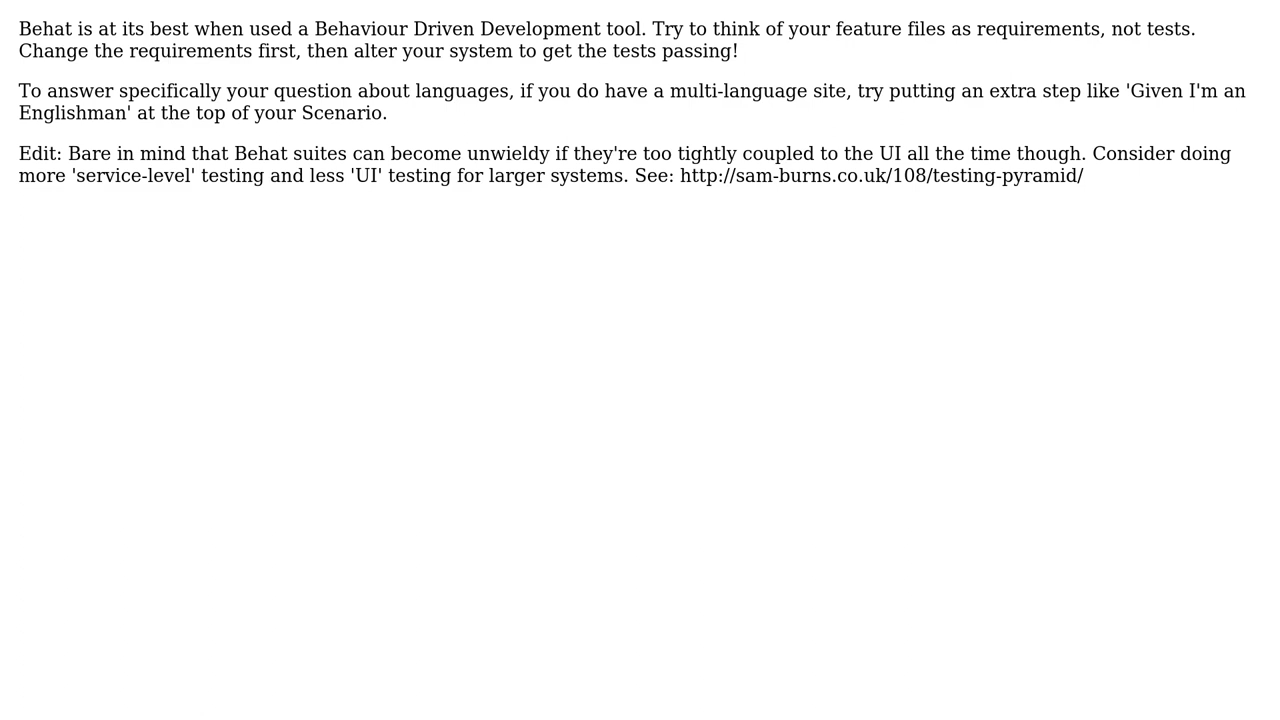 Behat is at its best when used a Behaviour Driven Development tool. Try to think of your feature files as requirements, not tests.
Change the requirements first, then alter your system to get the tests passing!
To answer specifically your question about languages, if you do have a multi-language site, try putting an extra step like 'Given I'm an
Englishman' at the top of your Scenario.
Edit: Bare in mind that Behat suites can become unwieldy if they're too tightly coupled to the UI all the time though. Consider doing
more 'service-level' testing and less 'UI' testing for larger systems. See: http://sam-burns.co.uk/108/testing-pyramid/